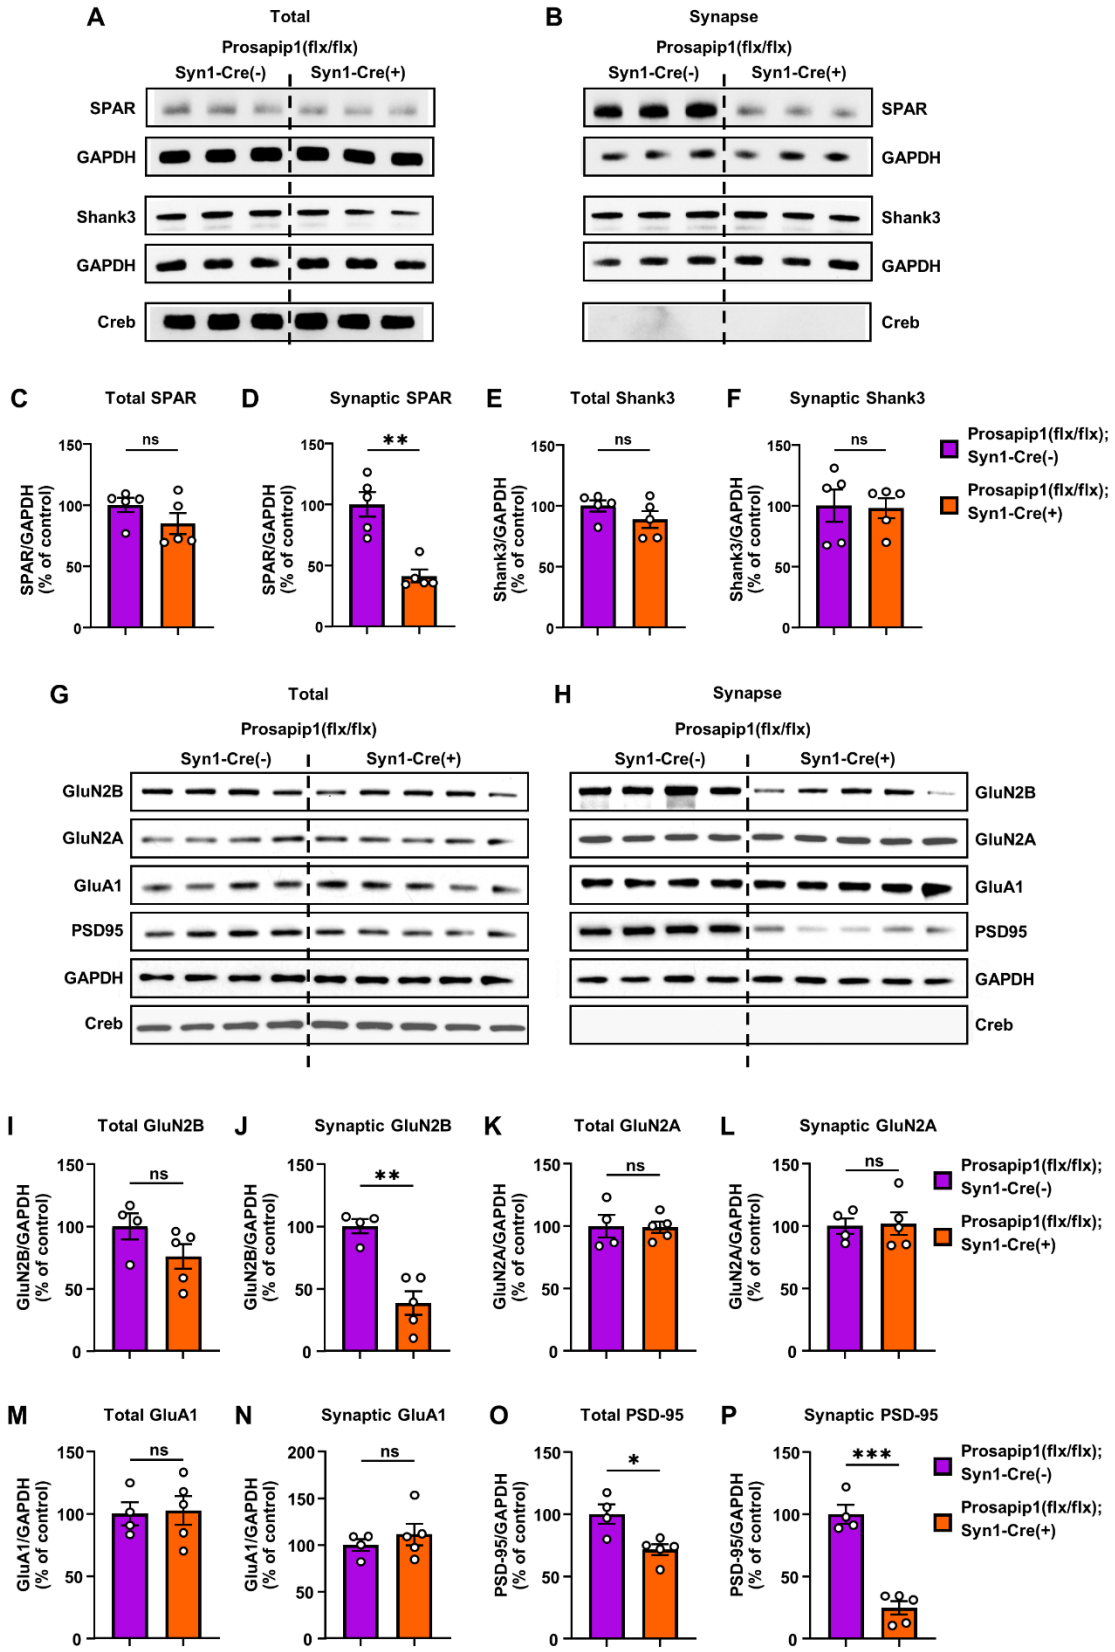 A
Total
Prosapip1(flx/flx)
Syn1-Cre(-)
Syn1-Cre(+)
SPAR
GAPDH
Shank3
GAPDH
Creb
B
Synapse
Prosapip1(flx/flx)
Syn1-Cre(-)
Syn1-Cre(+)
SPAR
GAPDH
Shank3
GAPDH
Creb
C
Total SPAR
SPAR/GAPDH
(% of control)
150
100
50
0
ns
D
Synaptic SPAR
SPAR/GAPDH
(% of control)
150
100
50
0
**
E
Total Shank3
Shank3/GAPDH
(% of control)
150
100
50
0
ns
F
Synaptic Shank3
Shank3/GAPDH
(% of control)
150
100
50
0
ns
Prosapip1(flx/flx);
Syn1-Cre(-)
Prosapip1(flx/flx);
Syn1-Cre(+)
G
Total
Prosapip1(flx/flx)
Syn1-Cre(-)
Syn1-Cre(+)
GluN2B
GluN2A
GluA1
PSD95
GAPDH
Creb
H
Synapse
Prosapip1(flx/flx)
Syn1-Cre(-)
Syn1-Cre(+)
GluN2B
GluN2A
GluA1
PSD95
GAPDH
Creb
I
Total GluN2B
GluN2B/GAPDH
(% of control)
150
100
50
0
ns
J
Synaptic GluN2B
GluN2B/GAPDH
(% of control)
150
100
50
0
**
K
Total GluN2A
GluN2A/GAPDH
(% of control)
150
100
50
0
ns
L
Synaptic GluN2A
GluN2A/GAPDH
(% of control)
150
100
50
0
ns
Prosapip1(flx/flx);
Syn1-Cre(-)
Prosapip1(flx/flx);
Syn1-Cre(+)
M
Total GluA1
GluA1/GAPDH
(% of control)
150
100
50
0
ns
N
Synaptic GluA1
GluA1/GAPDH
(% of control)
200
150
100
50
0
ns
O
Total PSD-95
PSD-95/GAPDH
(% of control)
150
100
50
0
*
P
Synaptic PSD-95
PSD-95/GAPDH
(% of control)
150
100
50
0
***
Prosapip1(flx/flx);
Syn1-Cre(-)
Prosapip1(flx/flx);
Syn1-Cre(+)